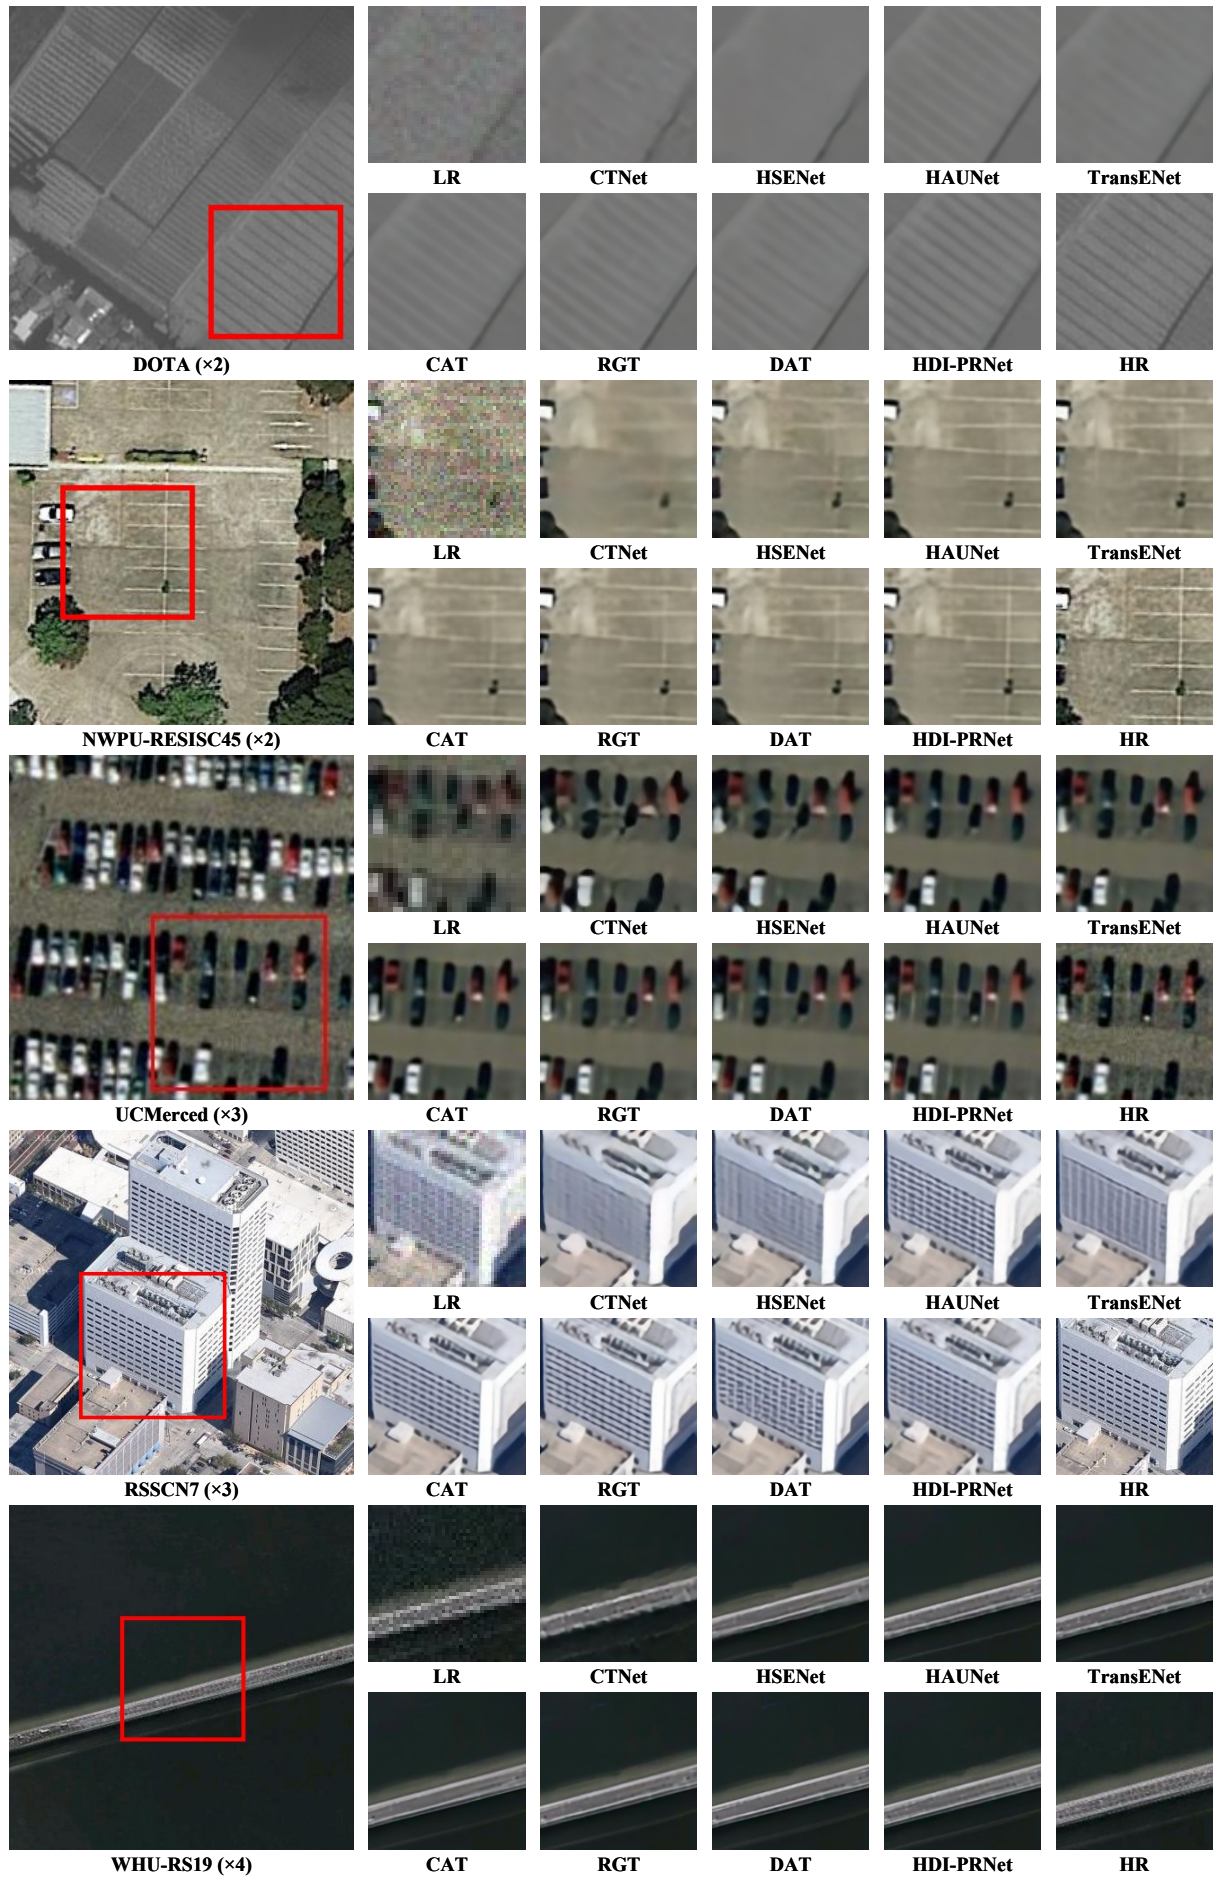 LR CTNet HSENet HAUNet TransENet
DOTA (×2) CAT RGT DAT HDI-PRNet HR
LR CTNet HSENet HAUNet TransENet
NWPU-RESISC45 (×2) CAT RGT DAT HDI-PRNet HR
LR CTNet HSENet HAUNet TransENet
UCMerced (×3) CAT RGT DAT HDI-PRNet HR
LR CTNet HSENet HAUNet TransENet
RSSCN7 (×3) CAT RGT DAT HDI-PRNet HR
LR CTNet HSENet HAUNet TransENet
WHU-RS19 (×4) CAT RGT DAT HDI-PRNet HR